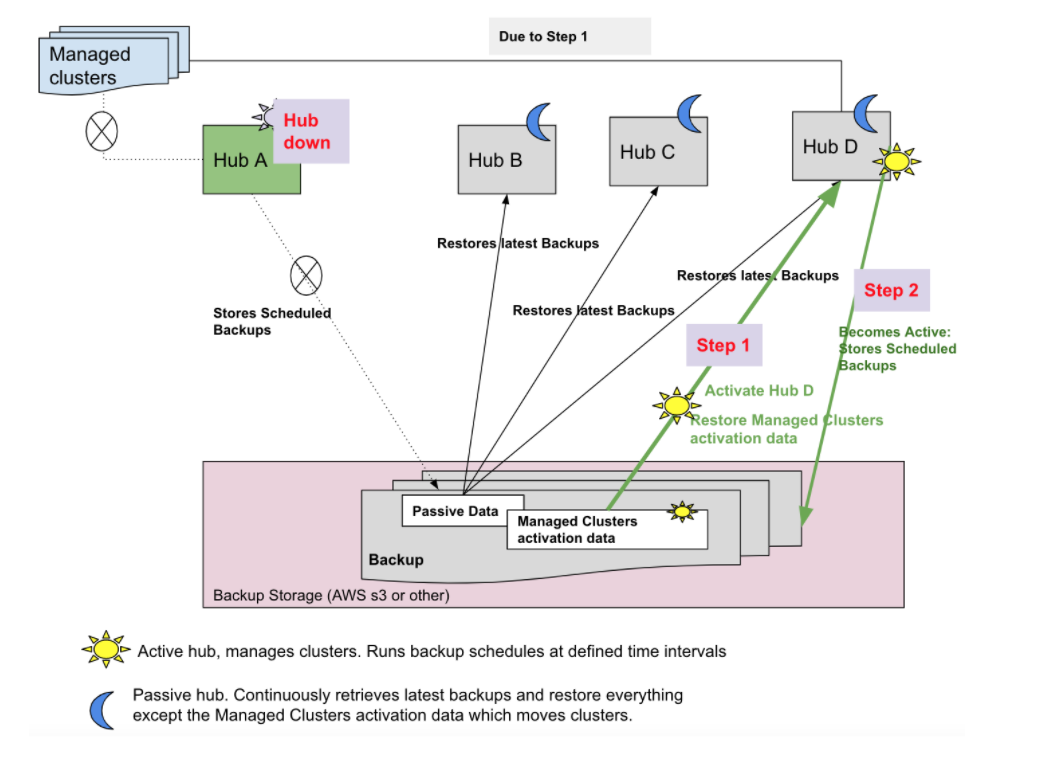 Due to Step 1
Managed
clusters
Hub
down
Hub A
Hub B
Hub C
Hub D
Restores latest Backups
Restores latest Backups
Restores latest Backups
Step 2
Stores Scheduled
Backups
Step 1
Becomes Active:
Stores Scheduled
Backups
Activate Hub D
Restore Managed Clusters
activation data
Passive Data
Managed Clusters
activation data
Backup
Backup Storage (AWS s3 or other)
Active hub, manages clusters. Runs backup schedules at defined time intervals
Passive hub. Continuously retrieves latest backups and restore everything
except the Managed Clusters activation data which moves clusters.